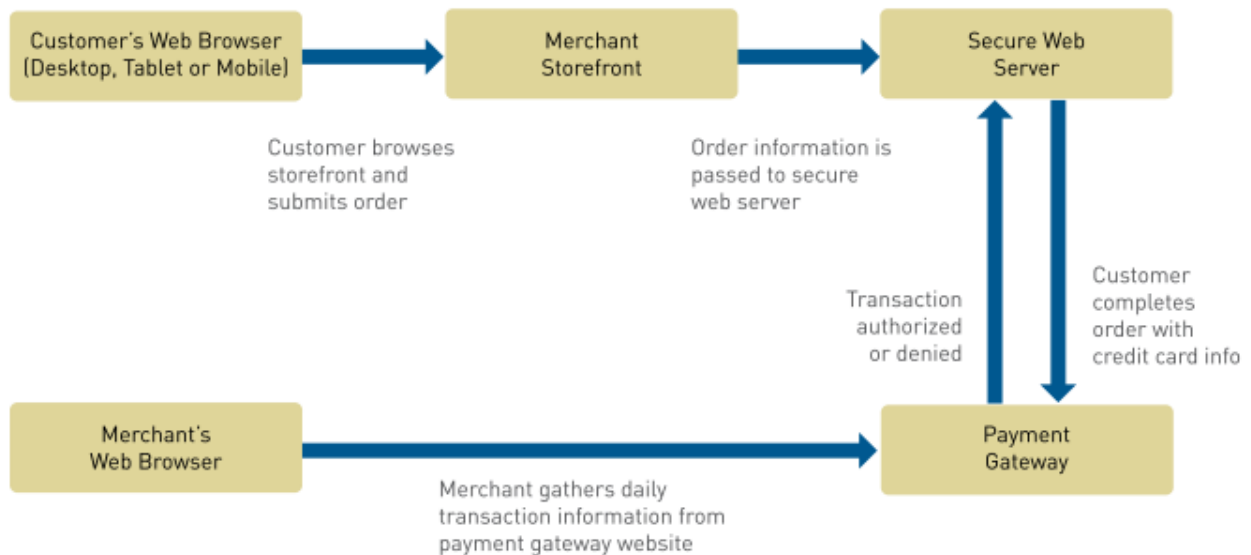 Customer’s Web Browser
(Desktop, Tablet or Mobile)
Merchant
Storefront
Secure Web
Server
Customer browses
storefront and
submits order
Order information is
passed to secure
web server
Transaction
authorized
or denied
Customer
completes
order with
credit card info
Merchant’s
Web Browser
Payment
Gateway
Merchant gathers daily
transaction information from
payment gateway website